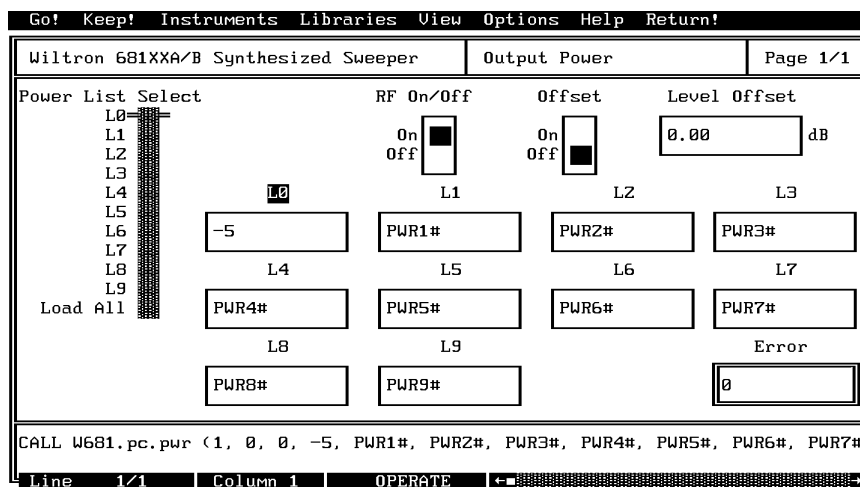 Go! Keep! Instruments Libraries View Options Help Return!
Wiltron 681XXA/B Synthesized Sweeper Output Power Page 1/1
Power List Select RF On/Off Offset Level Offset
L0
L1 On On 0.00 dB
L2 Off Off
L3
L4 L0 L1 L2 L3
L5
L6 -5 PWR1# PWR2# PWR3#
L7
L8 L4 L5 L6 L7
L9
Load All PWR4# PWR5# PWR6# PWR7#
L8 L9 Error
PWR8# PWR9# 0
CALL W681.pc.pwr (1, 0, 0, -5, PWR1#, PWR2#, PWR3#, PWR4#, PWR5#, PWR6#, PWR7#
Line 1/1 Column 1 OPERATE